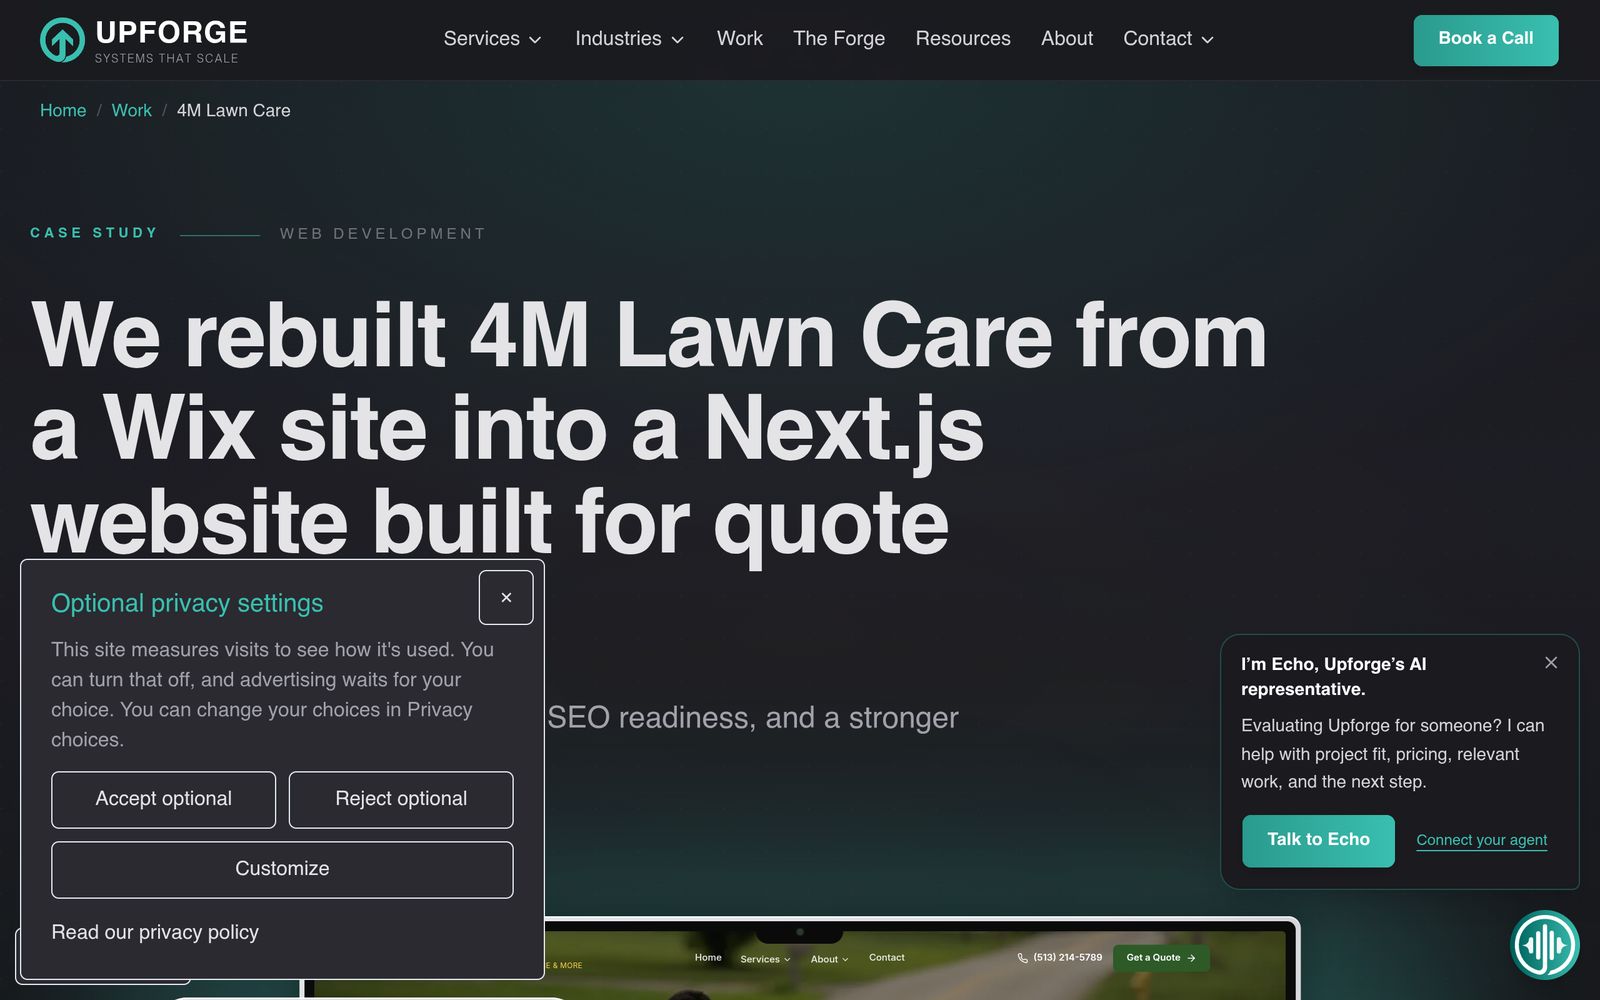 UPFORGE
SYSTEMS THAT SCALE
Services
Industries
Work
The Forge
Resources
About
Contact
Book a Call
Home / Work / 4M Lawn Care
CASE STUDY
WEB DEVELOPMENT
We rebuilt 4M Lawn Care from
a Wix site into a Next.js
website built for quote
SEO readiness, and a stronger
Optional privacy settings
×
This site measures visits to see how it's used. You
can turn that off, and advertising waits for your
choice. You can change your choices in Privacy
choices.
Accept optional
Reject optional
Customize
Read our privacy policy
I’m Echo, Upforge’s AI
representative.
Evaluating Upforge for someone? I can
help with project fit, pricing, relevant
work, and the next step.
Talk to Echo
Connect your agent
E & MORE
Home
Services
About
Contact
(513) 214-5789
Get a Quote →